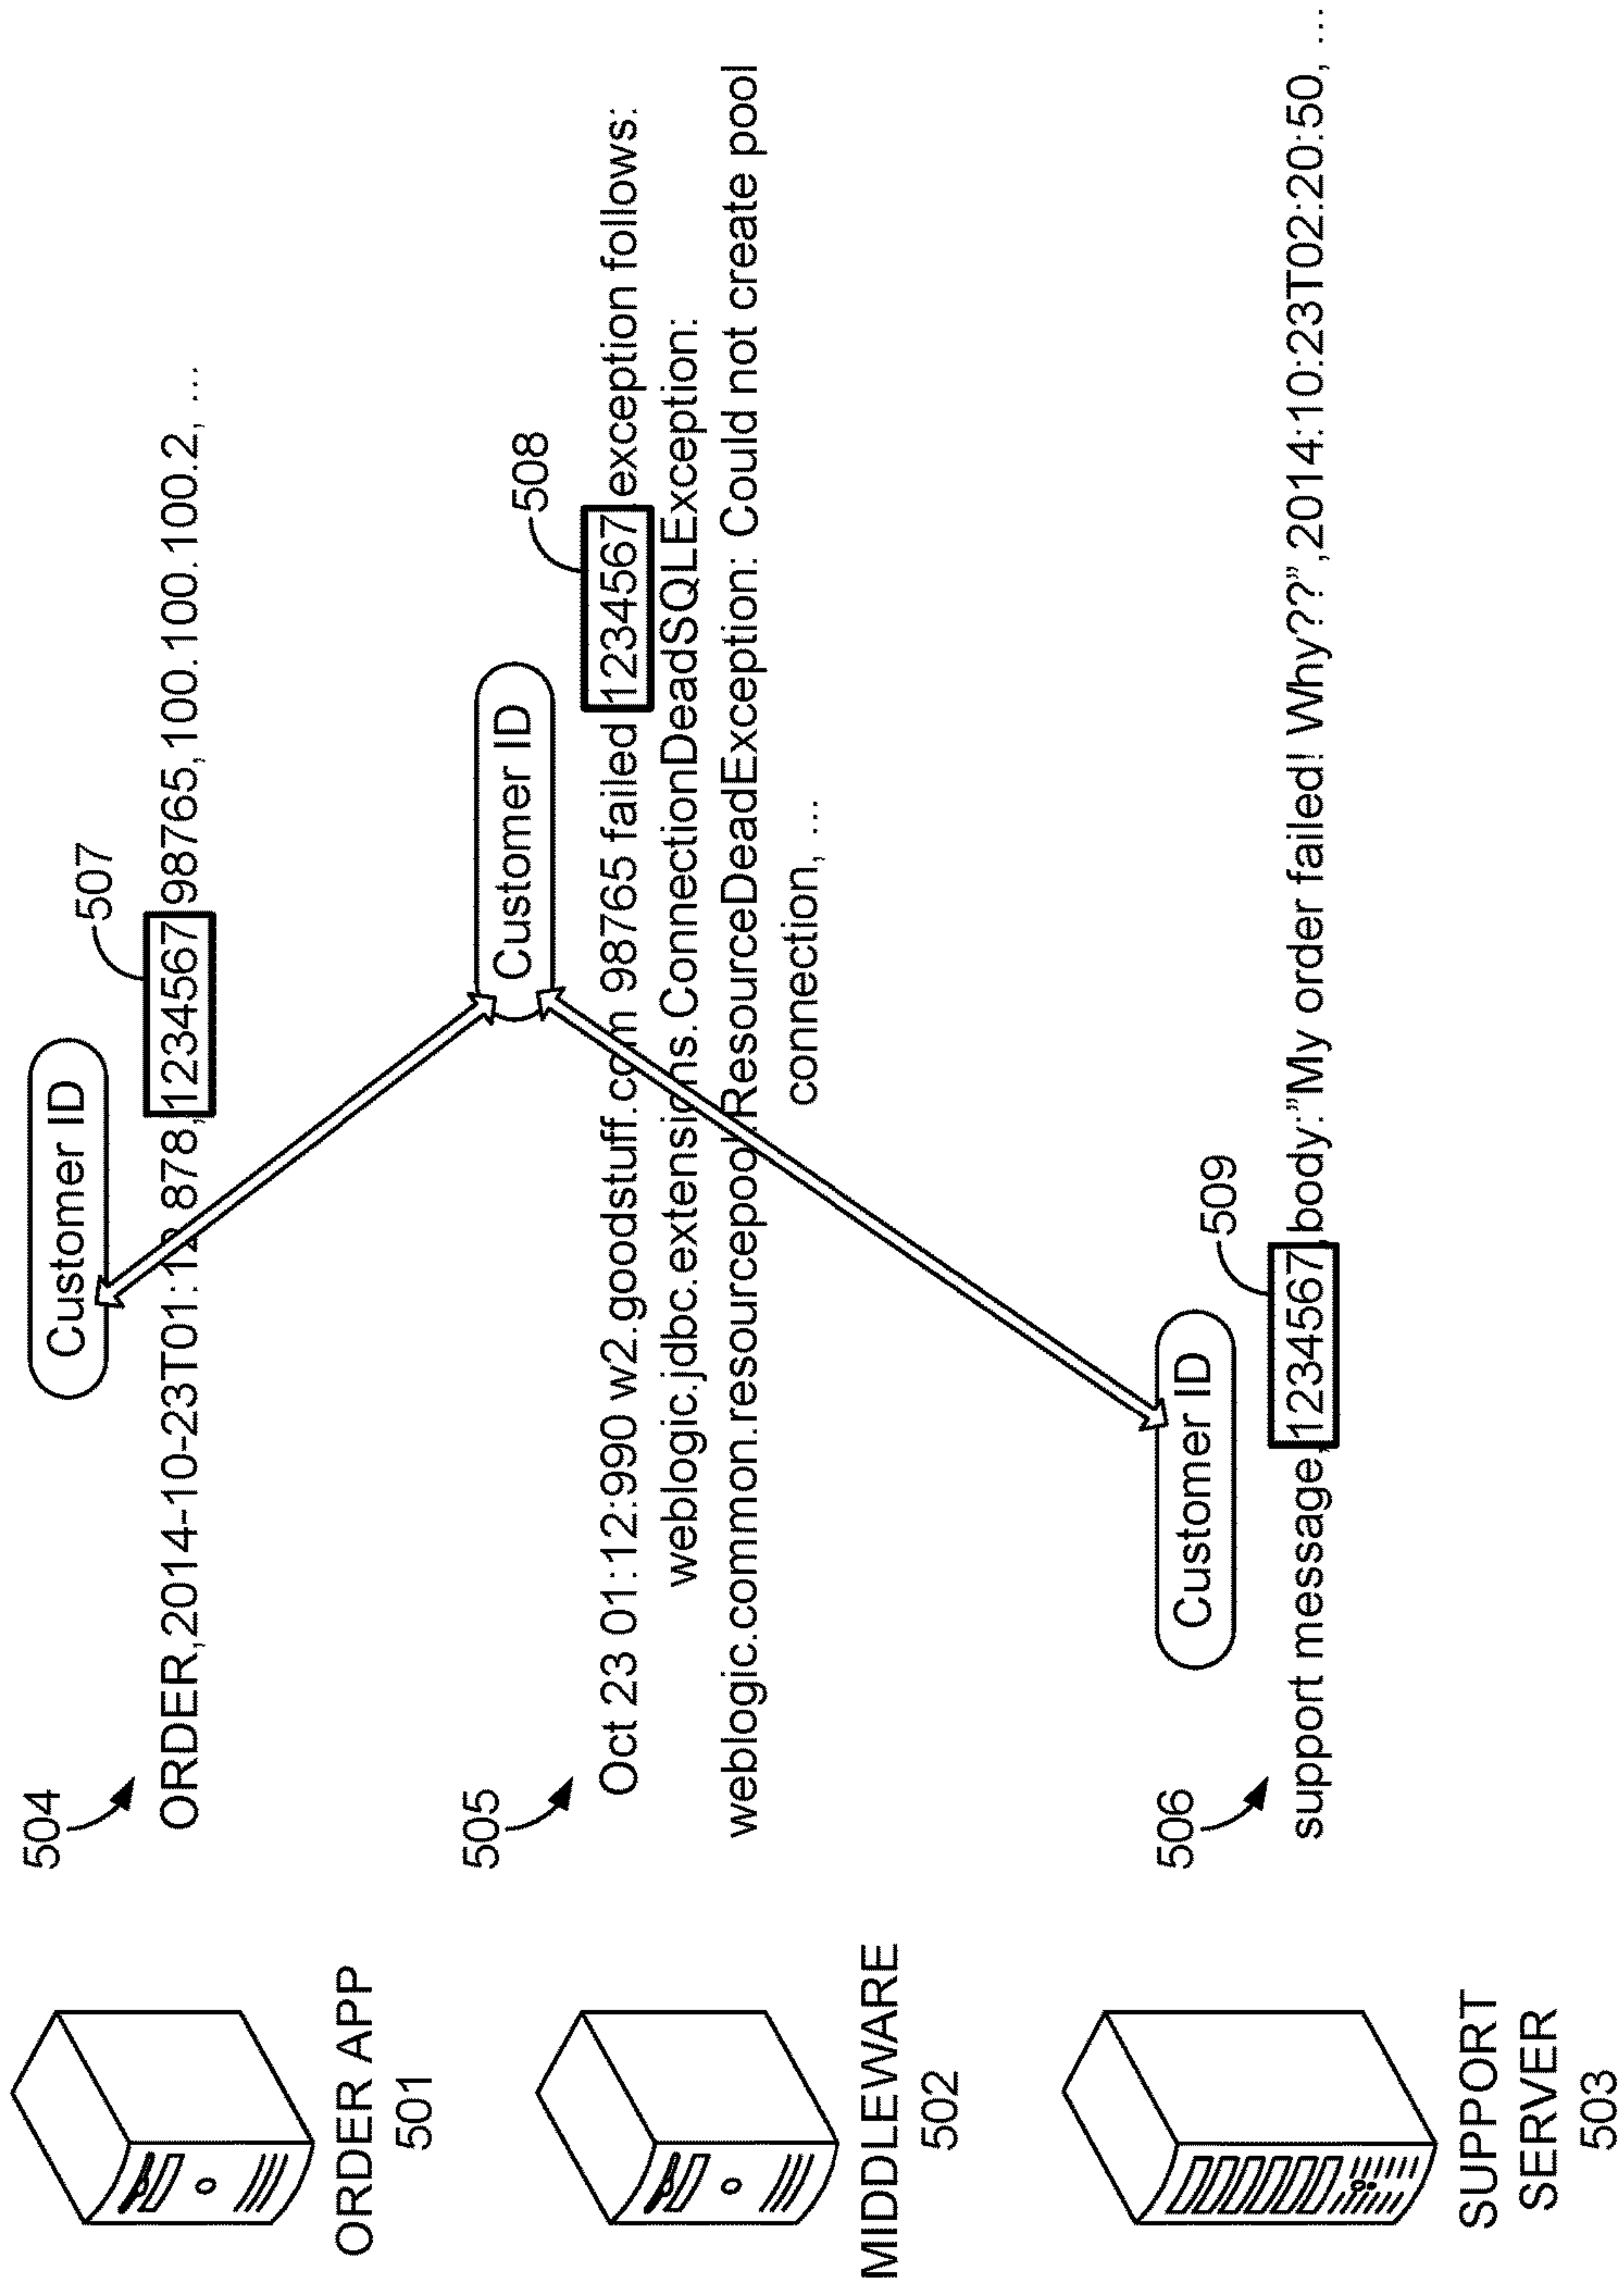 ORDER APP
501
504
Customer ID
507
ORDER,2014-10-23T01:12 878,1234567 98765,100.100.100.2, ...
MIDDLEWARE
502
505
Customer ID
508
Oct 23 01:12:990 w2.goodstuff.com 98765 failed 1234567 exception follows:
weblogic.jdbc.extensions.ConnectionDeadSQLException:
weblogic.common.resourcepool.ResourceDeadException: Could not create pool
connection, ...
SUPPORT
SERVER
503
506
Customer ID
509
support message,1234567 body:”My order failed! Why??”,2014:10:23T02:20:50, ...